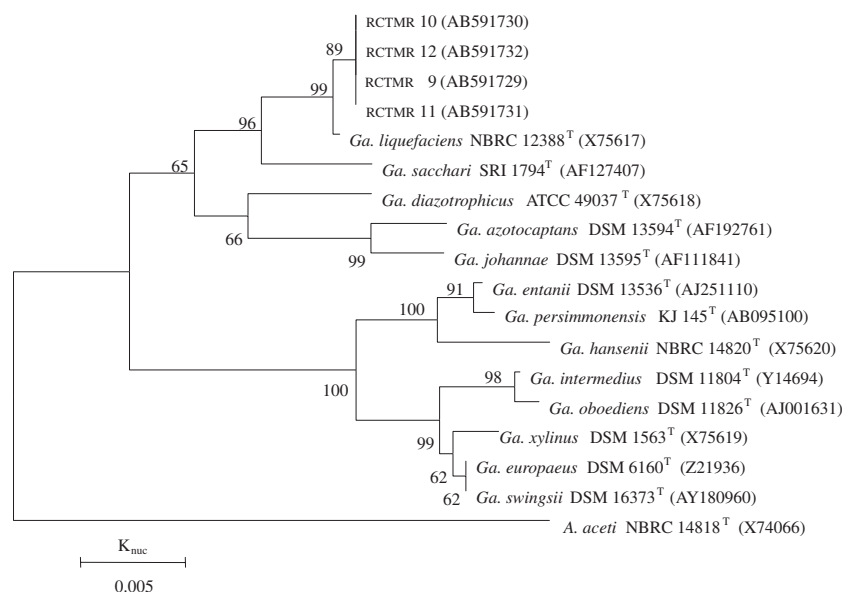 RCTMR 10 (AB591730)
89
RCTMR 12 (AB591732)
RCTMR 9 (AB591729)
99
RCTMR 11 (AB591731)
96
Ga. liquefaciens NBRC 12388T (X75617)
65
Ga. sacchari SRI 1794T (AF127407)
Ga. diazotrophicus ATCC 49037 T (X75618)
66
Ga. azotocaptans DSM 13594T (AF192761)
99
Ga. johannae DSM 13595T (AF111841)
91
Ga. entanii DSM 13536T (AJ251110)
100
Ga. persimmonensis KJ 145T (AB095100)
Ga. hansenii NBRC 14820T (X75620)
100
98
Ga. intermedius DSM 11804T (Y14694)
Ga. oboediens DSM 11826T (AJ001631)
99
Ga. xylinus DSM 1563T (X75619)
62
Ga. europaeus DSM 6160T (Z21936)
62
Ga. swingsii DSM 16373T (AY180960)
A. aceti NBRC 14818T (X74066)
Knuc
0.005